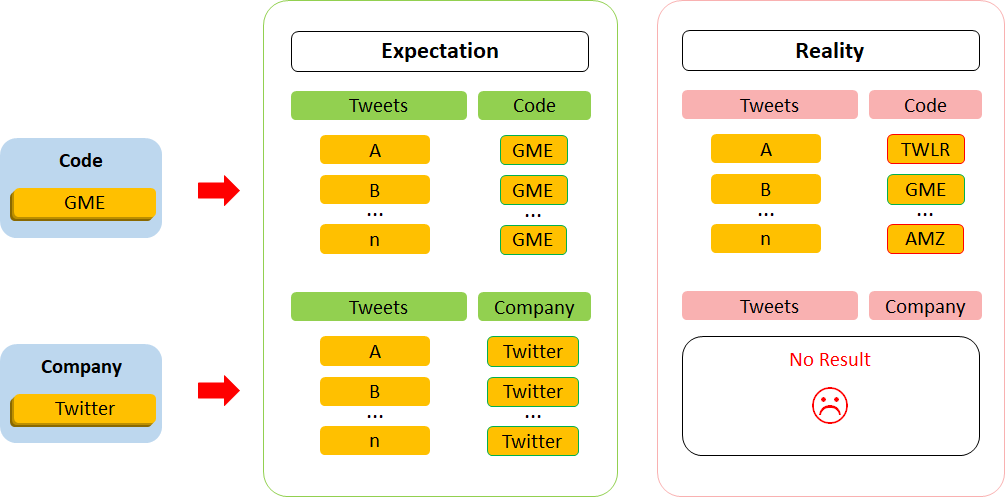 Code
GME
Company
Twitter
Expectation
Tweets Code
A GME
B GME
... ...
n GME
Tweets Company
A Twitter
B Twitter
... ...
n Twitter
Reality
Tweets Code
A TWLR
B GME
... ...
n AMZ
Tweets Company
No Result